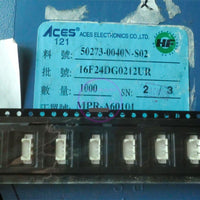 ACES ACES ELECTRONICS CO.,LTD.
121
料 號: 50273-0040N-S02
批 號: 16F24DG0212UR
HF
數 量: 1000 SN: 2 / 3
MPR-A60101